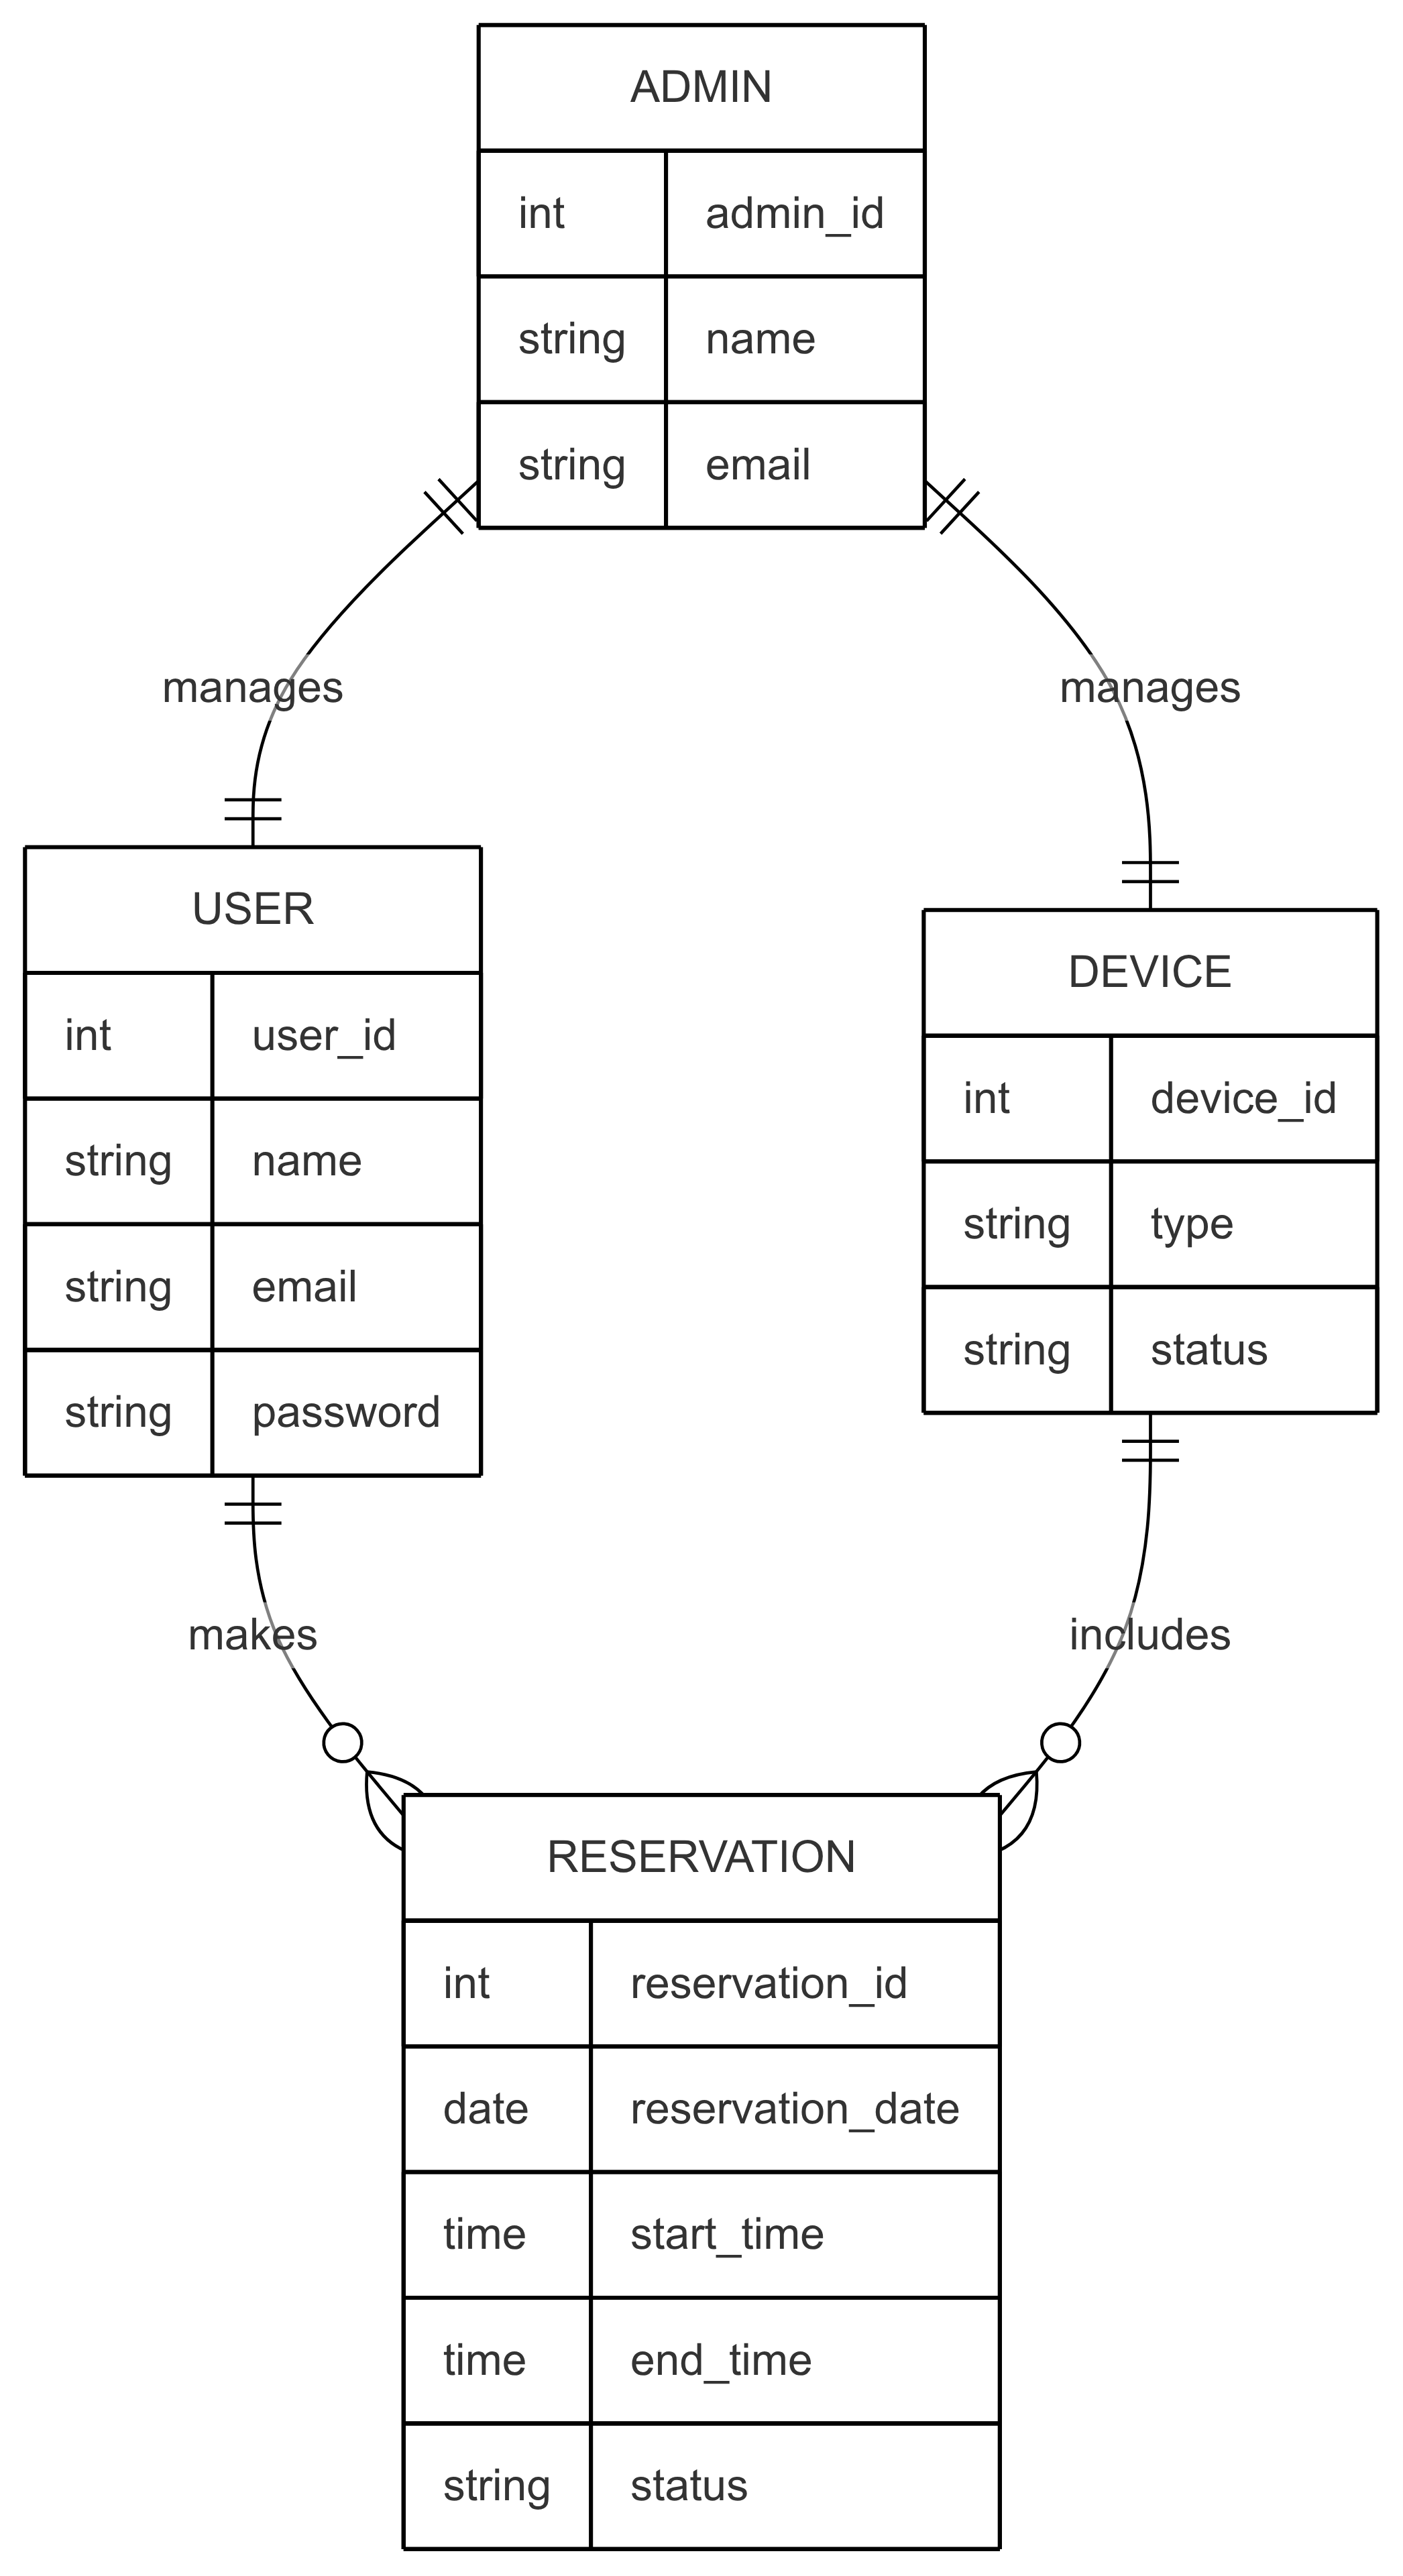 ADMIN
int admin_id
string name
string email
manages manages
USER
int user_id
string name
string email
string password
DEVICE
int device_id
string type
string status
makes includes
RESERVATION
int reservation_id
date reservation_date
time start_time
time end_time
string status